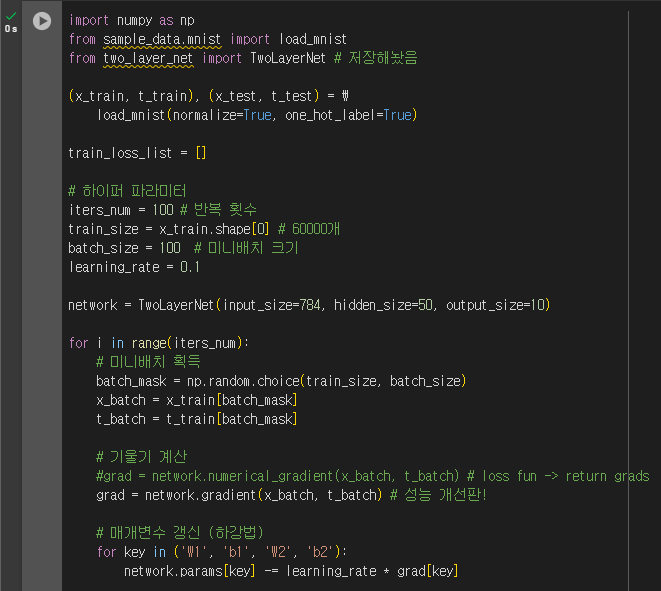 0s
import numpy as np
from sample_data.mnist import load_mnist
from two_layer_net import TwoLayerNet # 저장해놨음
(x_train, t_train), (x_test, t_test) = ₩
load_mnist(normalize=True, one_hot_label=True)
train_loss_list = []
# 하이퍼 파라미터
iters_num = 100 # 반복 횟수
train_size = x_train.shape[0] # 60000개
batch_size = 100 # 미니배치 크기
learning_rate = 0.1
network = TwoLayerNet(input_size=784, hidden_size=50, output_size=10)
for i in range(iters_num):
# 미니배치 획득
batch_mask = np.random.choice(train_size, batch_size)
x_batch = x_train[batch_mask]
t_batch = t_train[batch_mask]
# 기울기 계산
#grad = network.numerical_gradient(x_batch, t_batch) # loss fun -> return grads
grad = network.gradient(x_batch, t_batch) # 성능 개선판!
# 매개변수 갱신 (하강법)
for key in ('W1', 'b1', 'W2', 'b2'):
network.params[key] -= learning_rate * grad[key]